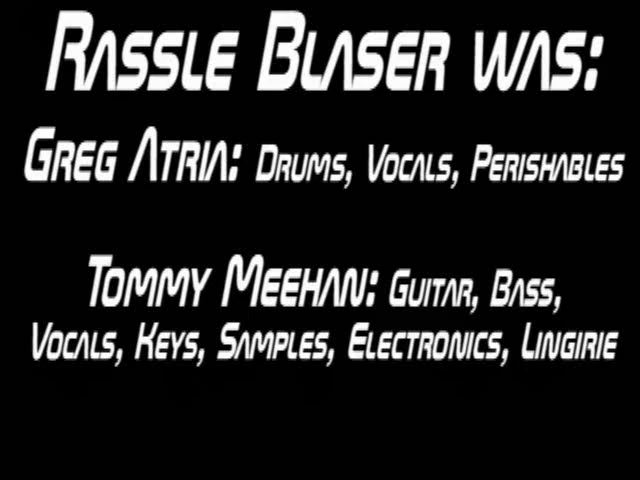 Rassle Blaser was:
Greg Atria: Drums, Vocals, Perishables
Tommy Meehan: Guitar, Bass,
Vocals, Keys, Samples, Electronics, Lingirie